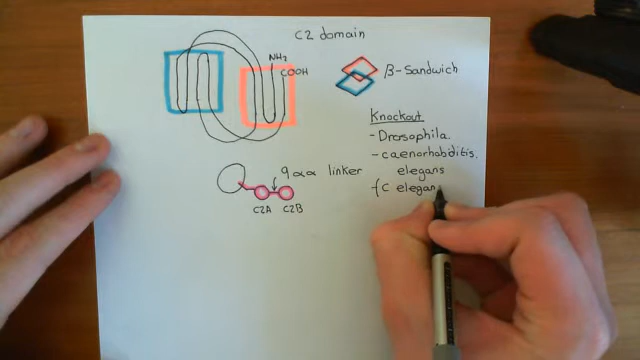 C2 domain
NH2
COOH
β-Sandwich
Knockout
- Drosophila
- caenorhabditis.
elegans
(C elegans
9 aa linker
C2A C2B